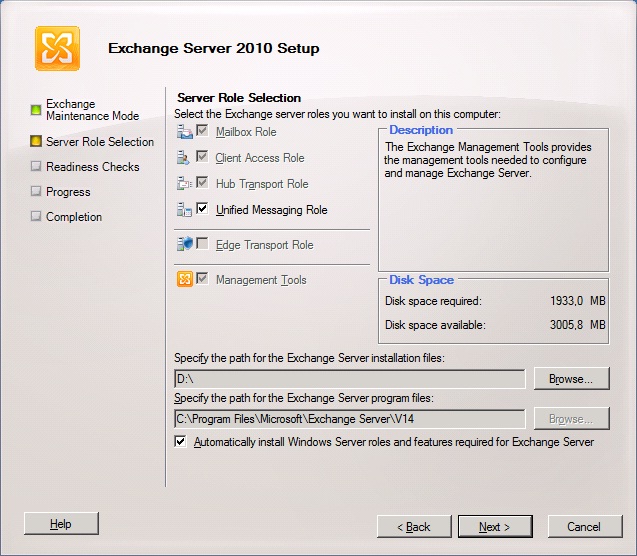 Exchange Server 2010 Setup
Exchange
Maintenance Mode
Server Role Selection
Readiness Checks
Progress
Completion
Server Role Selection
Select the Exchange server roles you want to install on this computer:
Mailbox Role
Client Access Role
Hub Transport Role
Unified Messaging Role
Edge Transport Role
Management Tools
Description
The Exchange Management Tools provides
the management tools needed to configure
and manage Exchange Server.
Disk Space
Disk space required: 1933,0 MB
Disk space available: 3005,8 MB
Specify the path for the Exchange Server installation files:
D:\
Browse...
Specify the path for the Exchange Server program files:
C:\Program Files\Microsoft\Exchange Server\V14
Browse...
Automatically install Windows Server roles and features required for Exchange Server
Help
< Back
Next >
Cancel